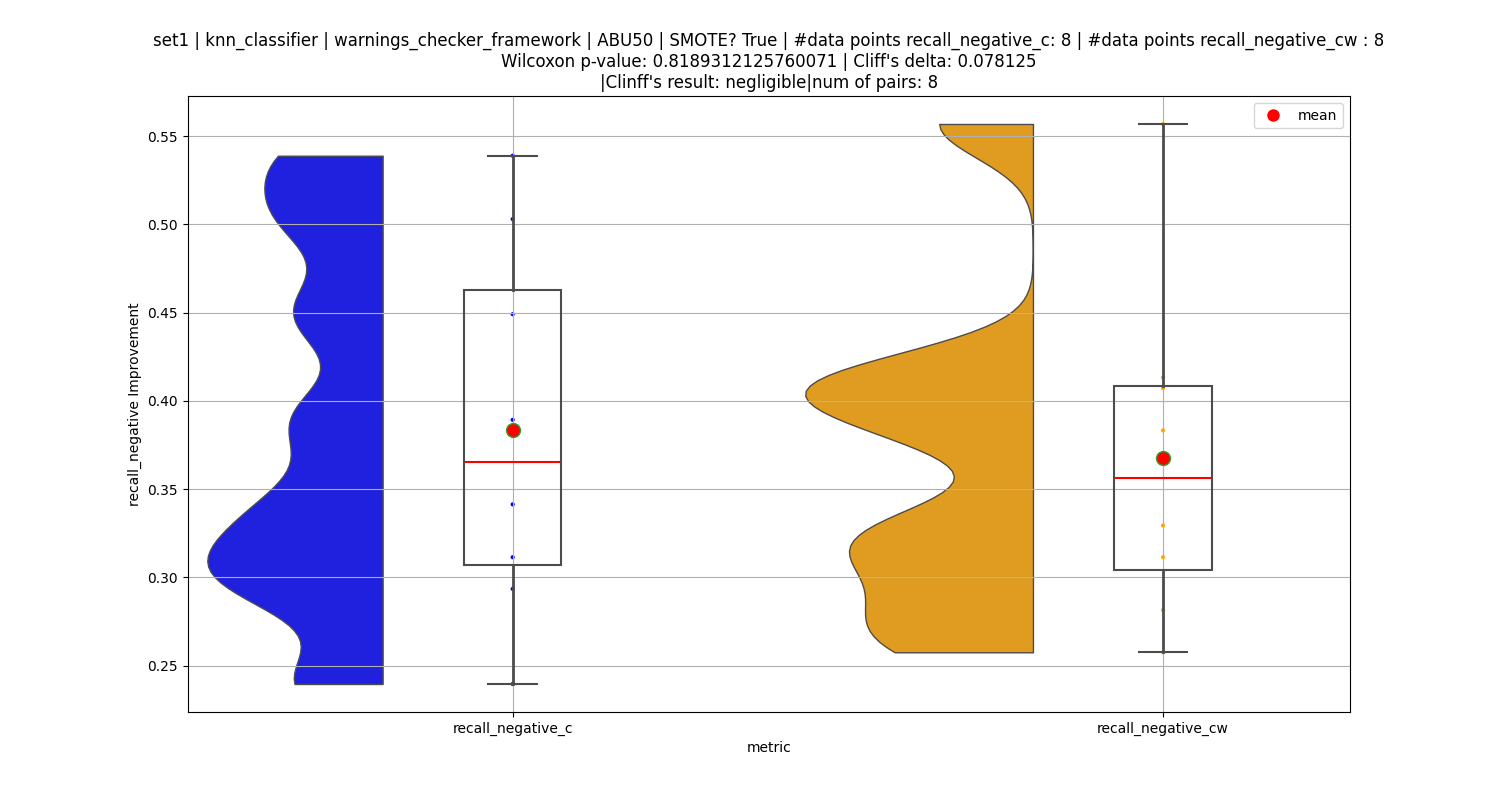 set1 | knn_classifier | warnings_checker_framework | ABU50 | SMOTE? True | #data points recall_negative_c: 8 | #data points recall_negative_cw : 8
Wilcoxon p-value: 0.8189312125760071 | Cliff's delta: 0.078125
|Clinff's result: negligible|num of pairs: 8
mean
0.55
0.50
0.45
0.40
0.35
0.30
0.25
recall_negative Improvement
recall_negative_c
recall_negative_cw
metric